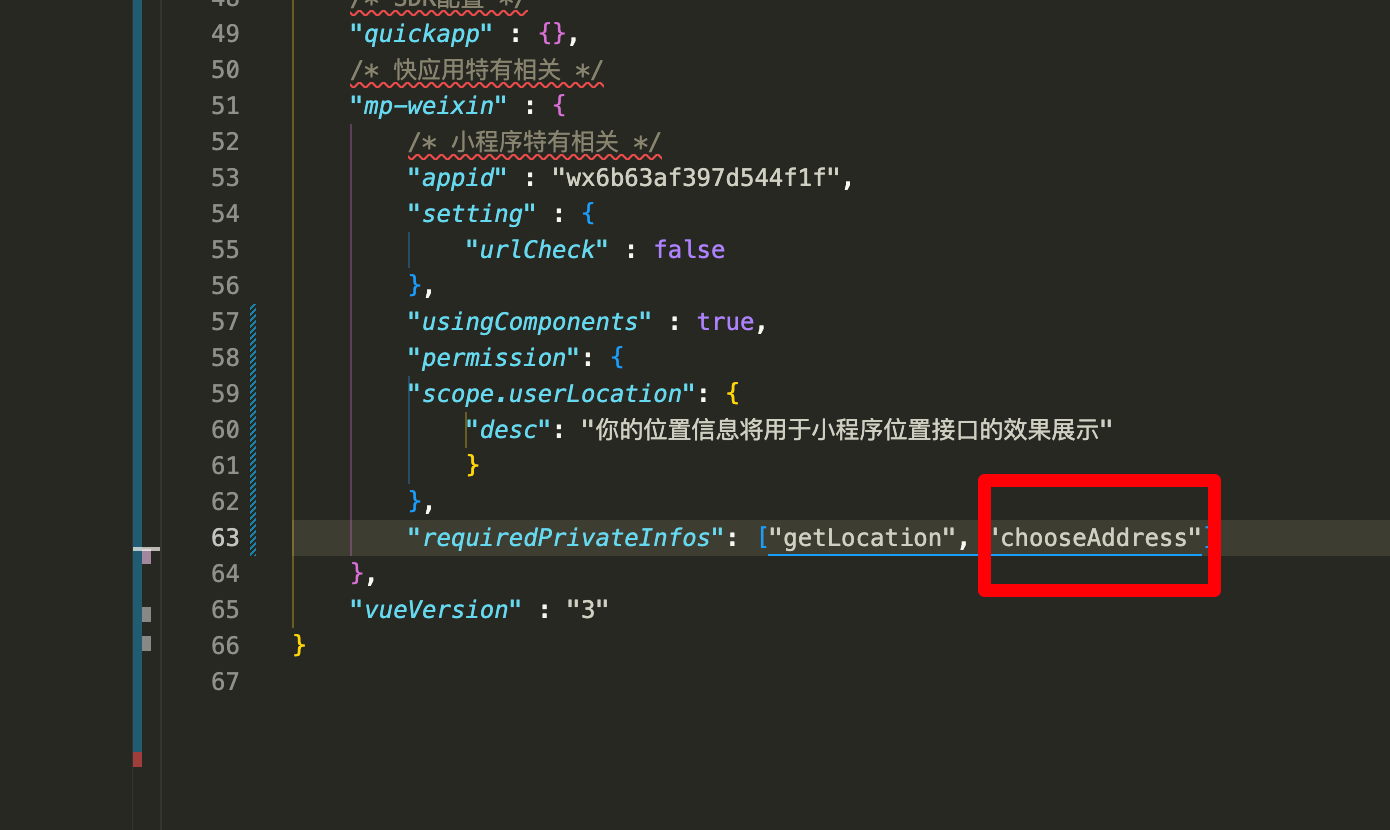 48 /* SDK配置 */
49 "quickapp" : {},
50 /* 快应用特有相关 */
51 "mp-weixin" : {
52 /* 小程序特有相关 */
53 "appid" : "wx6b63af397d544f1f",
54 "setting" : {
55 "urlCheck" : false
56 },
57 "usingComponents" : true,
58 "permission": {
59 "scope.userLocation": {
60 "desc": "你的位置信息将用于小程序位置接口的效果展示"
61 }
62 },
63 "requiredPrivateInfos": ["getLocation", "chooseAddress"]
64 },
65 "vueVersion" : "3"
66 }
67